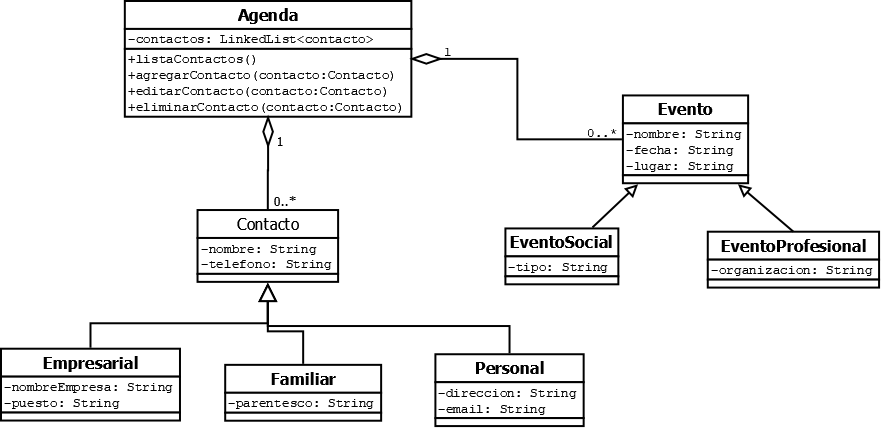 Agenda
-contactos: LinkedList<contacto>
+listaContactos()
+agregarContacto(contacto:Contacto)
+editarContacto(contacto:Contacto)
+eliminarContacto(contacto:Contacto)
1
1
0..*
0..*
Evento
-nombre: String
-fecha: String
-lugar: String
Contacto
-nombre: String
-telefono: String
EventoSocial
-tipo: String
EventoProfesional
-organizacion: String
Empresarial
-nombreEmpresa: String
-puesto: String
Familiar
-parentesco: String
Personal
-direccion: String
-email: String